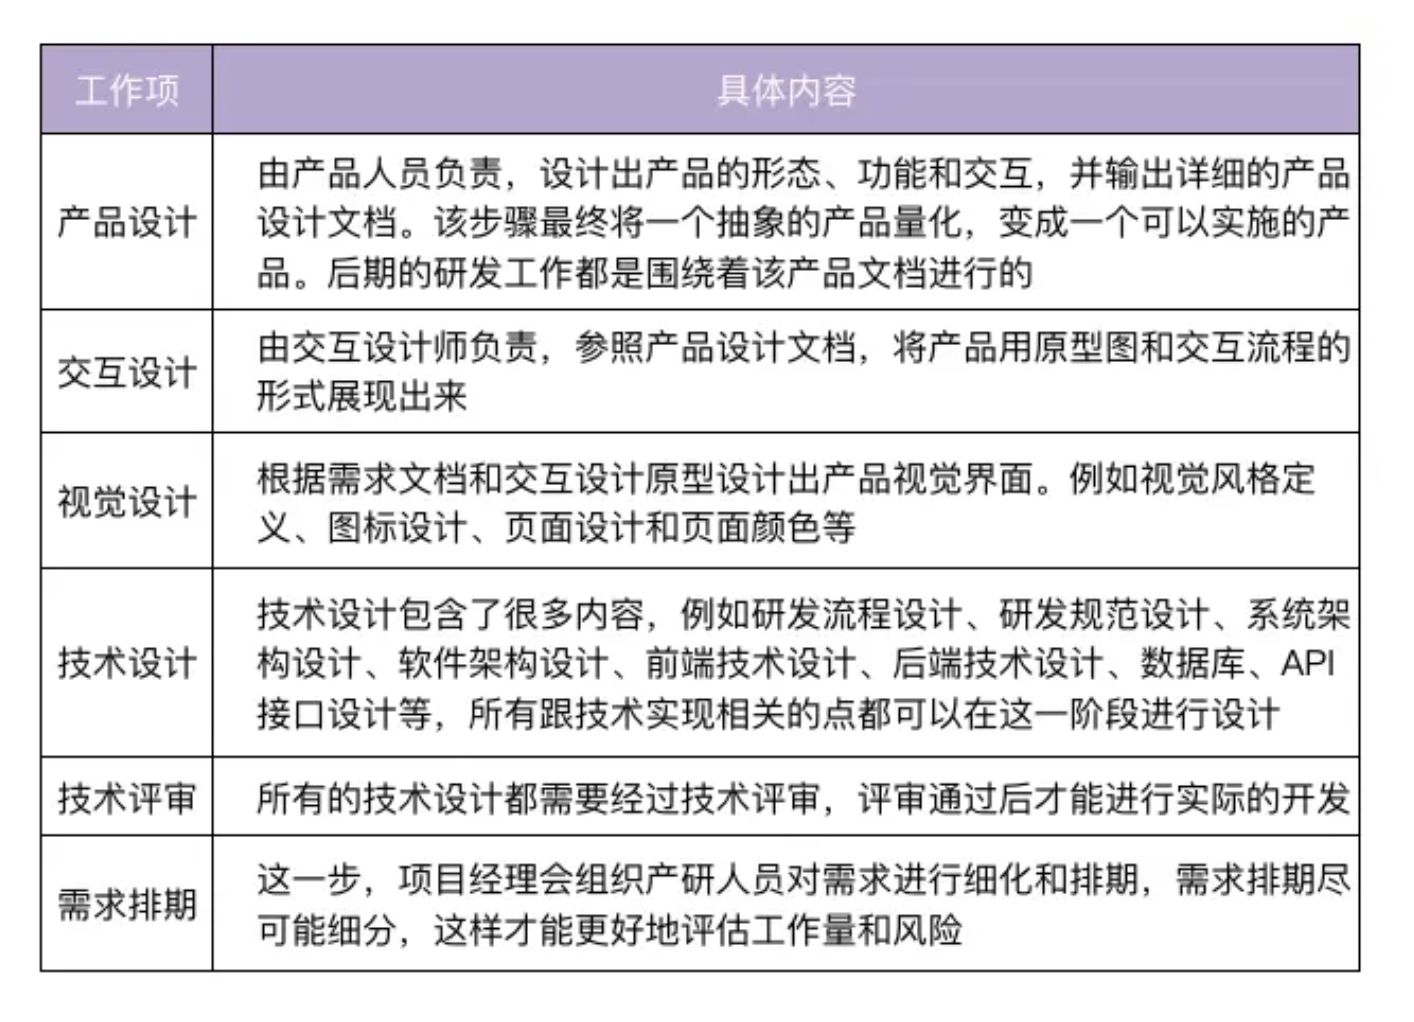 工作项
具体内容
产品设计
由产品人员负责，设计出产品的形态、功能和交互，并输出详细的产品
设计文档。该步骤最终将一个抽象的产品量化，变成一个可以实施的产
品。后期的研发工作都是围绕着该产品文档进行的
交互设计
由交互设计师负责，参照产品设计文档，将产品用原型图和交互流程的
形式展现出来
视觉设计
根据需求文档和交互设计原型设计出产品视觉界面。例如视觉风格定
义、图标设计、页面设计和页面颜色等
技术设计
技术设计包含了很多内容，例如研发流程设计、研发规范设计、系统架
构设计、软件架构设计、前端技术设计、后端技术设计、数据库、API
接口设计等，所有跟技术实现相关的点都可以在这一阶段进行设计
技术评审
所有的技术设计都需要经过技术评审，评审通过后才能进行实际的开发
需求排期
这一步，项目经理会组织产研人员对需求进行细化和排期，需求排期尽
可能细分，这样才能更好地评估工作量和风险